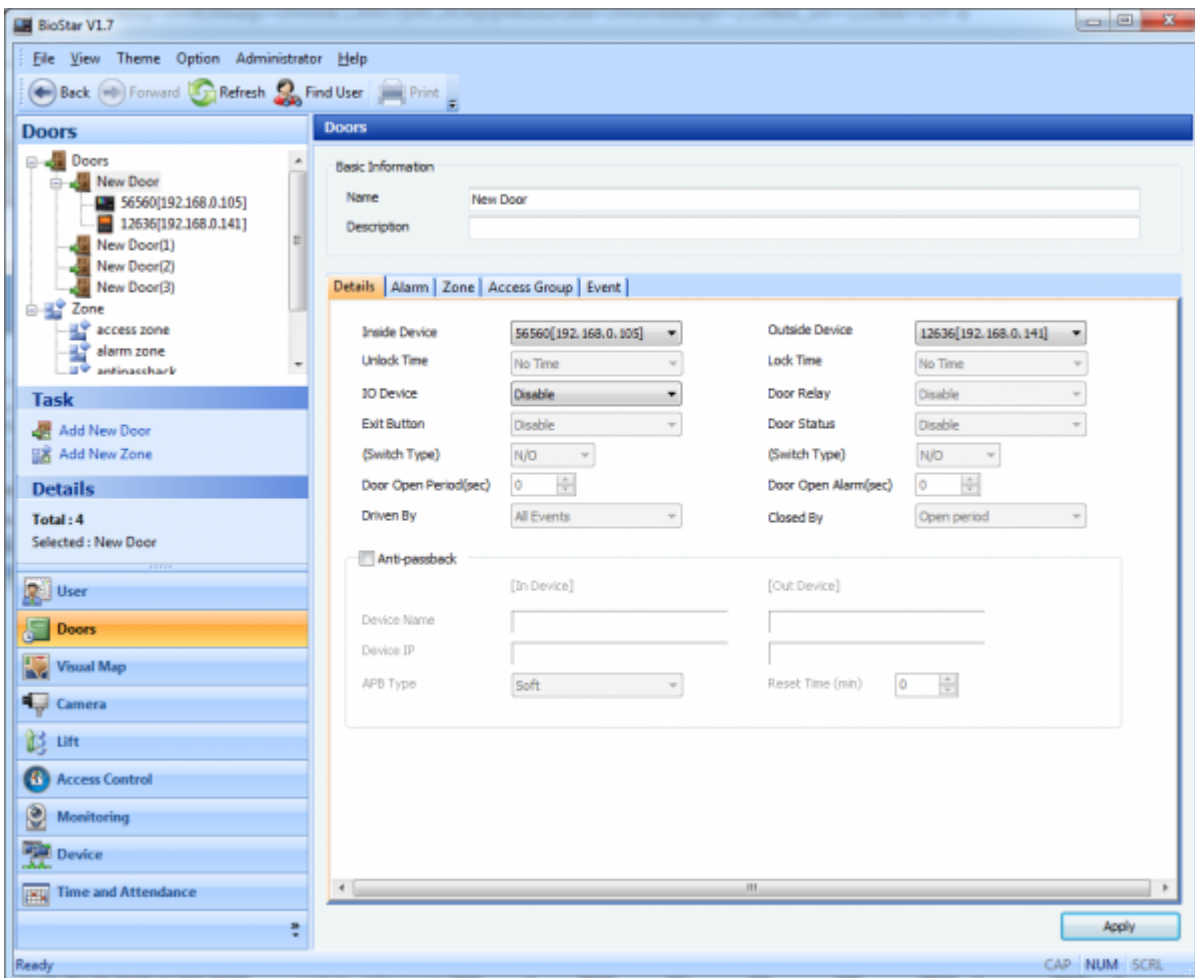 BioStar V1.7
File View Theme Option Administrator Help
Back Forward Refresh Find User Print
Doors
Doors
New Door
56560[192.168.0.105]
12636[192.168.0.141]
New Door(1)
New Door(2)
New Door(3)
Zone
access zone
alarm zone
antipassback
Task
Add New Door
Add New Zone
Details
Total : 4
Selected : New Door
User
Doors
Visual Map
Camera
Lift
Access Control
Monitoring
Device
Time and Attendance
Doors
Basic Information
Name New Door
Description
Details Alarm Zone Access Group Event
Inside Device 56560[192.168.0.105] Outside Device 12636[192.168.0.141]
Unlock Time No Time Lock Time No Time
IO Device Disable Door Relay Disable
Exit Button Disable Door Status Disable
(Switch Type) N/O (Switch Type) N/O
Door Open Period(sec) 0 Door Open Alarm(sec) 0
Driven By All Events Closed By Open period
Anti-passback
[In Device] [Out Device]
Device Name
Device IP
APB Type Soft Reset Time (min) 0
Apply
Ready CAP NUM SCRL